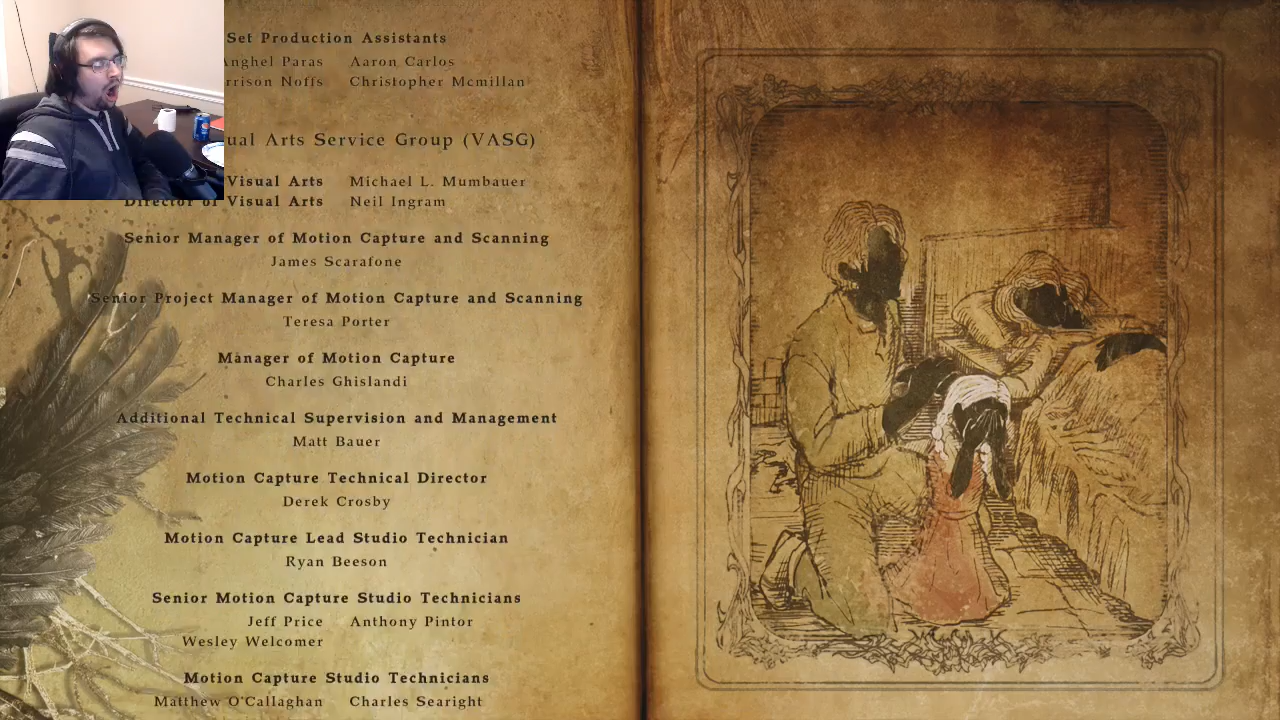 Set Production Assistants
Paras Aaron Carlos
Noffs Christopher Mcmillan
Arts Service Group (VASG)
Visual Arts Michael L. Mumbauer
Director of Visual Arts Neil Ingram
Senior Manager of Motion Capture and Scanning
James Scarafone
Senior Project Manager of Motion Capture and Scanning
Teresa Porter
Manager of Motion Capture
Charles Ghislandi
Additional Technical Supervision and Management
Matt Bauer
Motion Capture Technical Director
Derek Crosby
Motion Capture Lead Studio Technician
Ryan Beeson
Senior Motion Capture Studio Technicians
Jeff Price Anthony Pintor
Wesley Welcomer
Motion Capture Studio Technicians
Matthew O'Callaghan Charles Searight